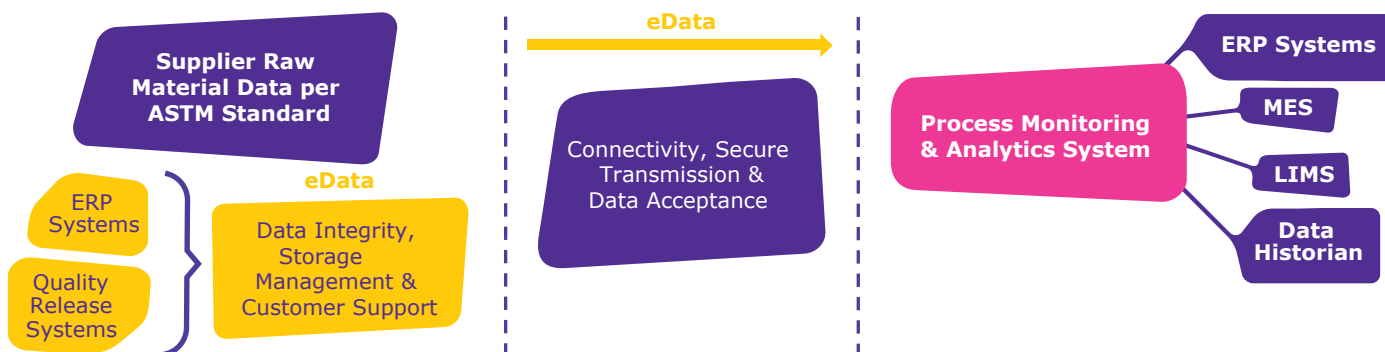 Supplier Raw
Material Data per
ASTM Standard
ERP
Systems
Quality
Release
Systems
eData
Data Integrity,
Storage
Management &
Customer Support
eData
Connectivity, Secure
Transmission &
Data Acceptance
Process Monitoring
& Analytics System
ERP Systems
MES
LIMS
Data
Historian